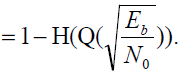 = 1 − H(Q(√(E_b/N_0))).